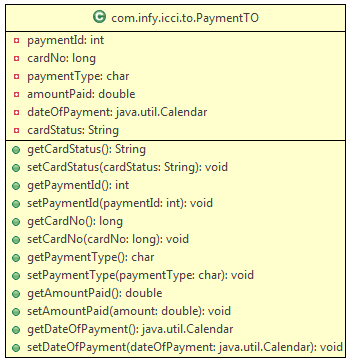 com.infy.icci.to.PaymentTO
paymentId: int
cardNo: long
paymentType: char
amountPaid: double
dateOfPayment: java.util.Calendar
cardStatus: String
getCardStatus(): String
setCardStatus(cardStatus: String): void
getPaymentId(): int
setPaymentId(paymentId: int): void
getCardNo(): long
setCardNo(cardNo: long): void
getPaymentType(): char
setPaymentType(paymentType: char): void
getAmountPaid(): double
setAmountPaid(amount: double): void
getDateOfPayment(): java.util.Calendar
setDateOfPayment(dateOfPayment: java.util.Calendar): void